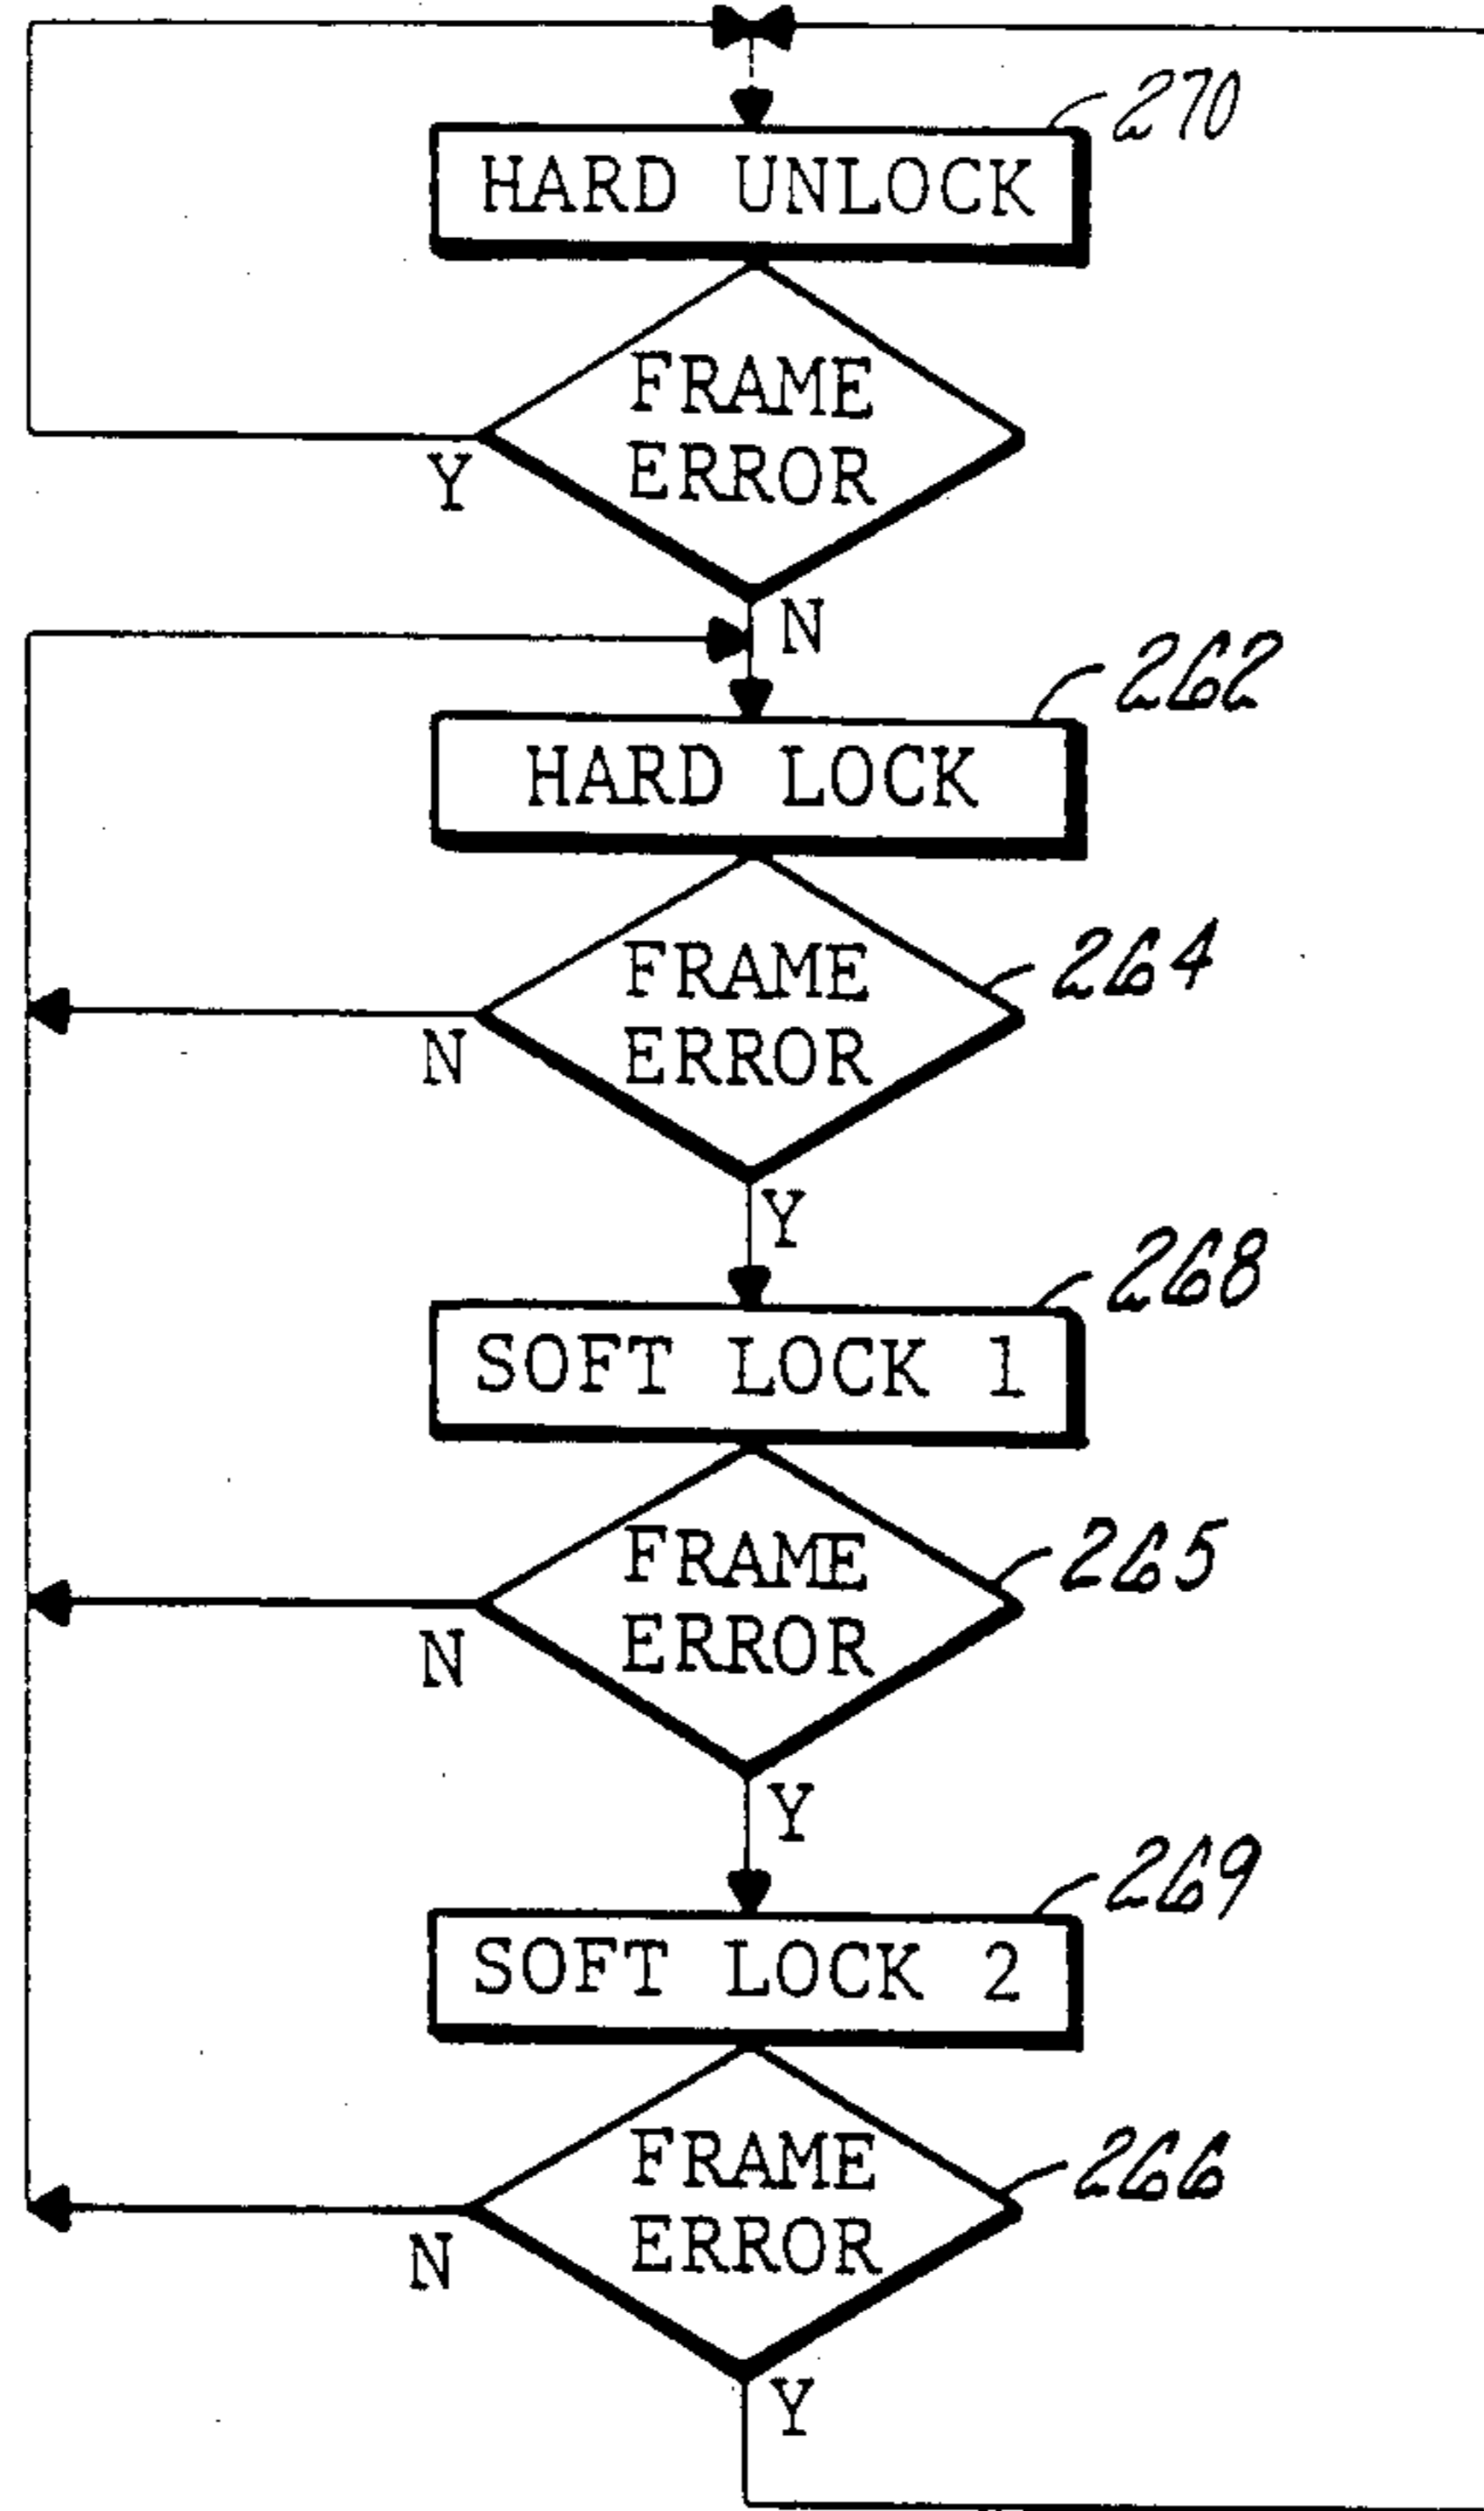 270
HARD UNLOCK
FRAME
ERROR
Y
N
262
HARD LOCK
264
FRAME
ERROR
N
Y
268
SOFT LOCK 1
265
FRAME
ERROR
N
Y
269
SOFT LOCK 2
266
FRAME
ERROR
N
Y